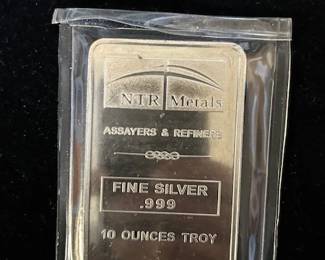 NTR Metals
ASSAYERS & REFINERS
FINE SILVER
.999
10 OUNCES TROY